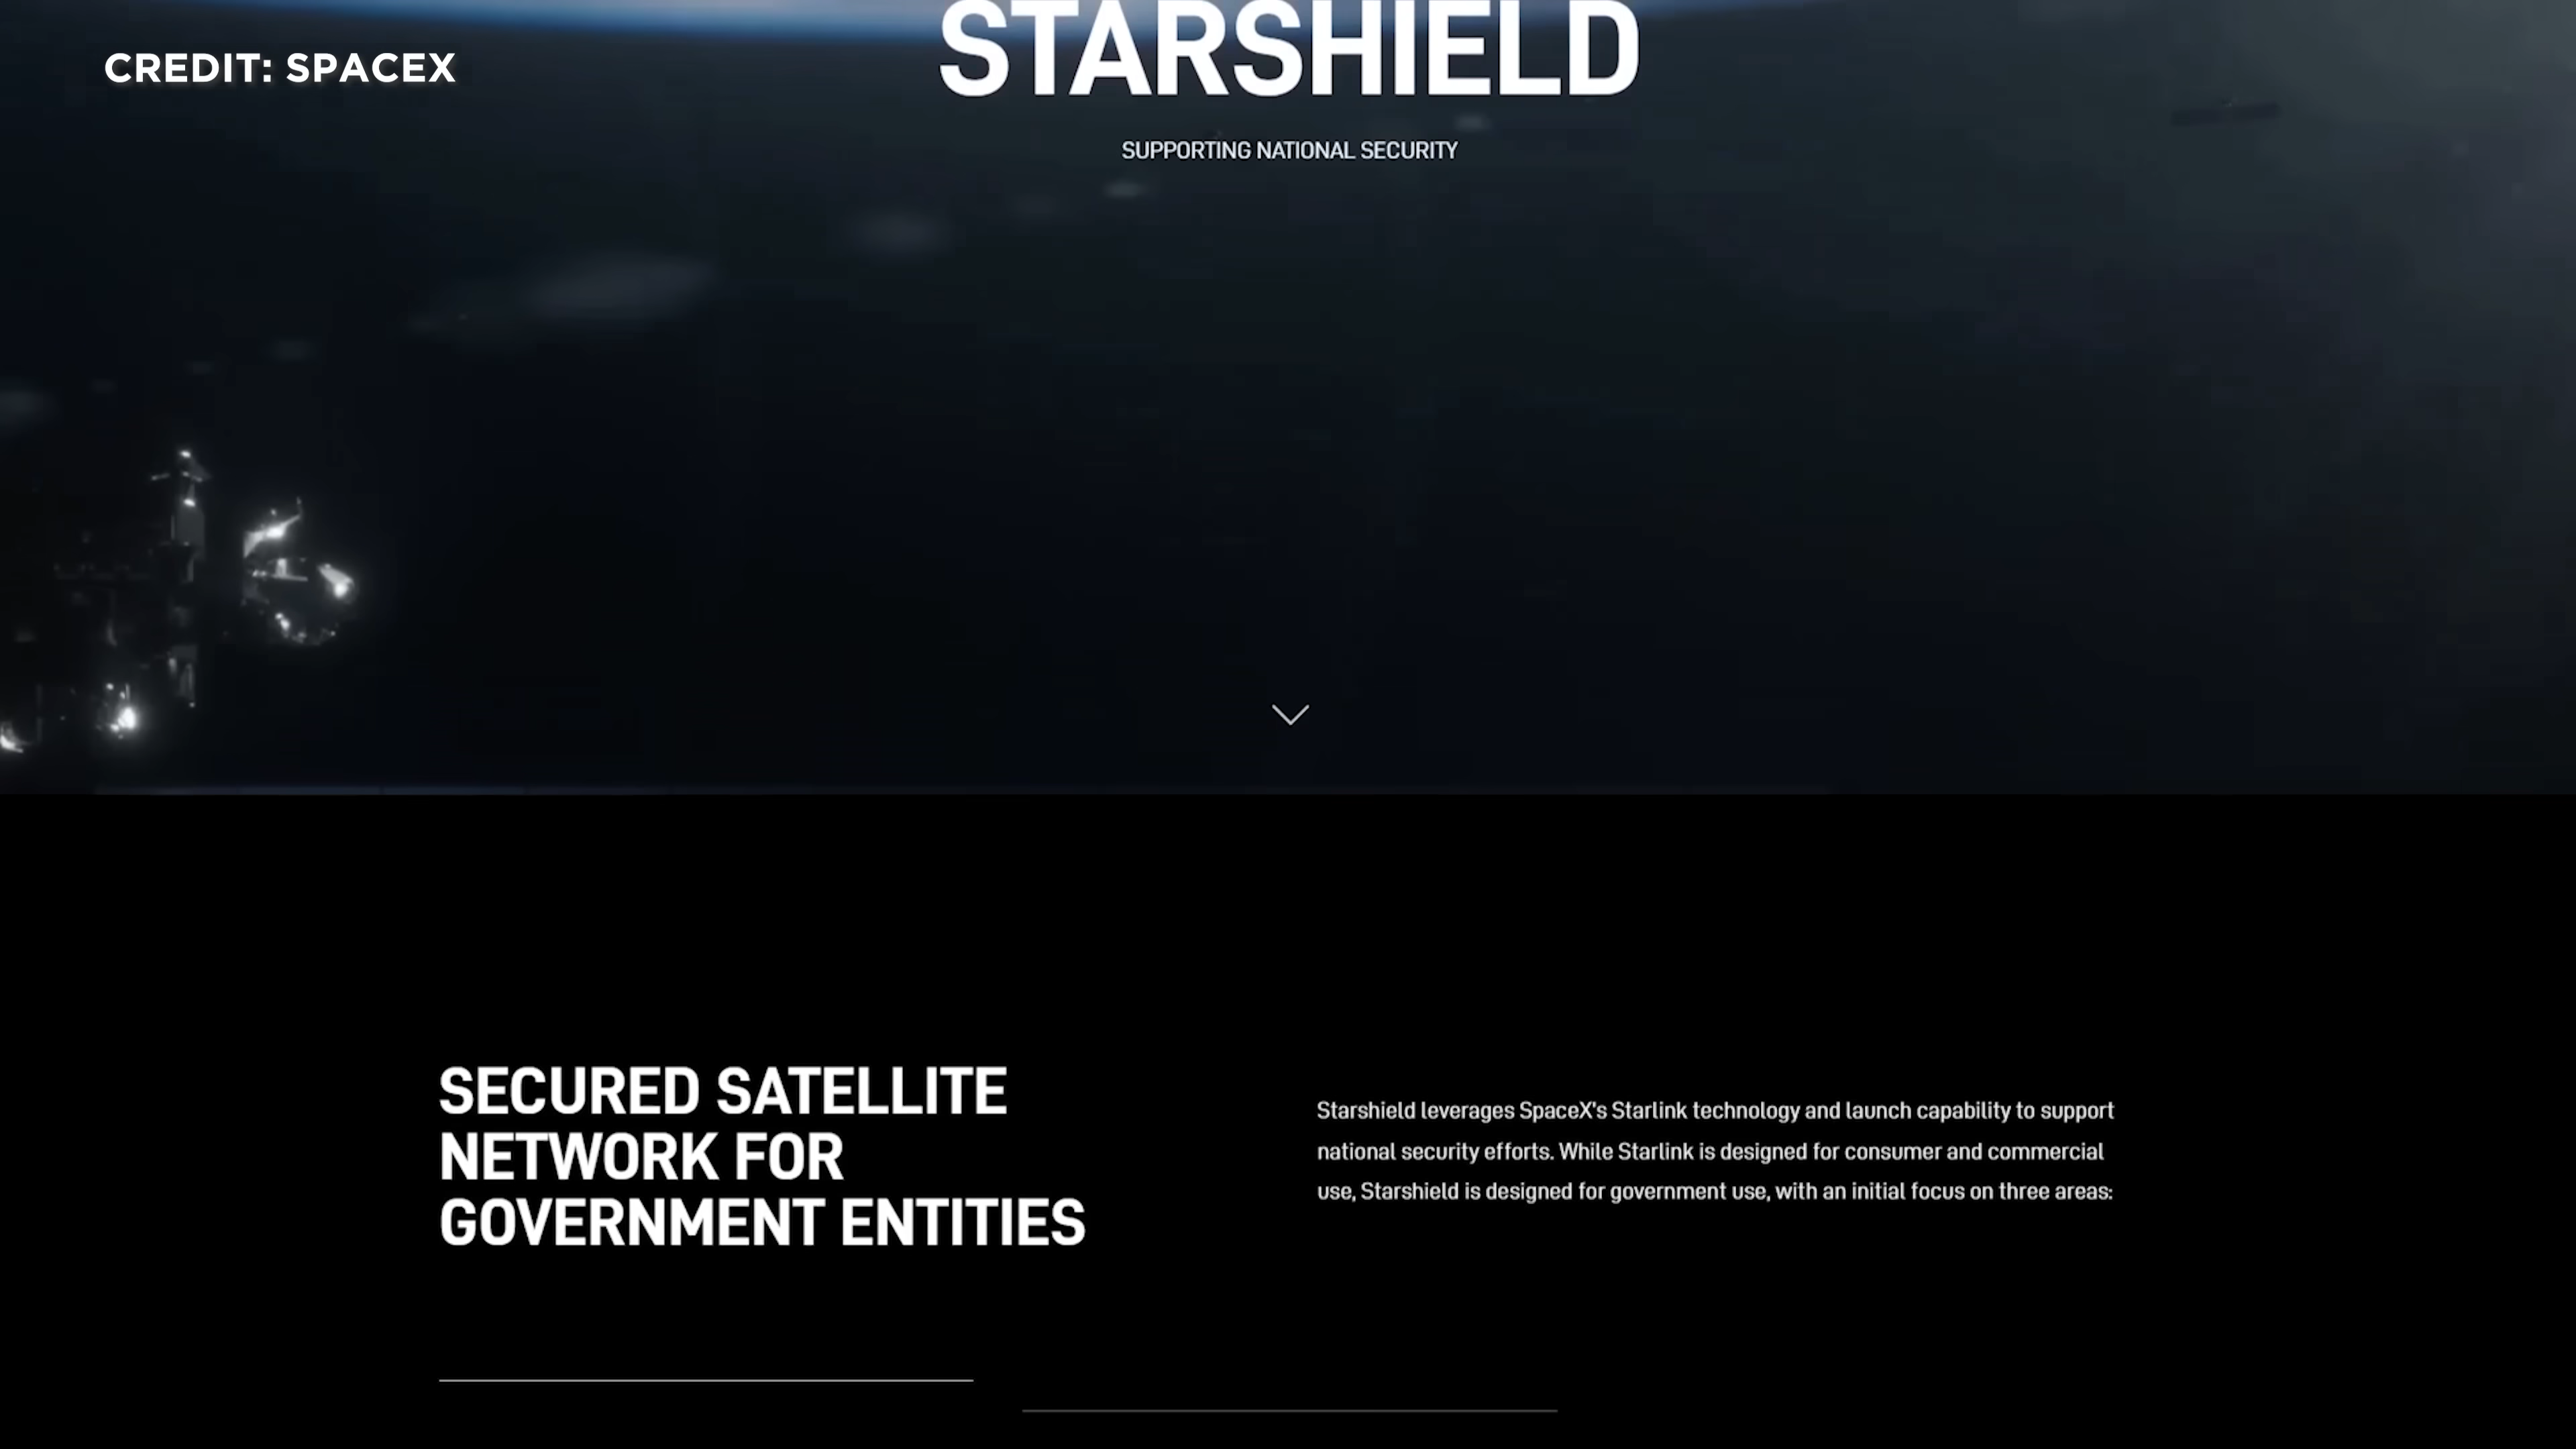 CREDIT: SPACEX
STARSHIELD
SUPPORTING NATIONAL SECURITY
SECURED SATELLITE
NETWORK FOR
GOVERNMENT ENTITIES
Starshield leverages SpaceX's Starlink technology and launch capability to support
national security efforts. While Starlink is designed for consumer and commercial
use, Starshield is designed for government use, with an initial focus on three areas: